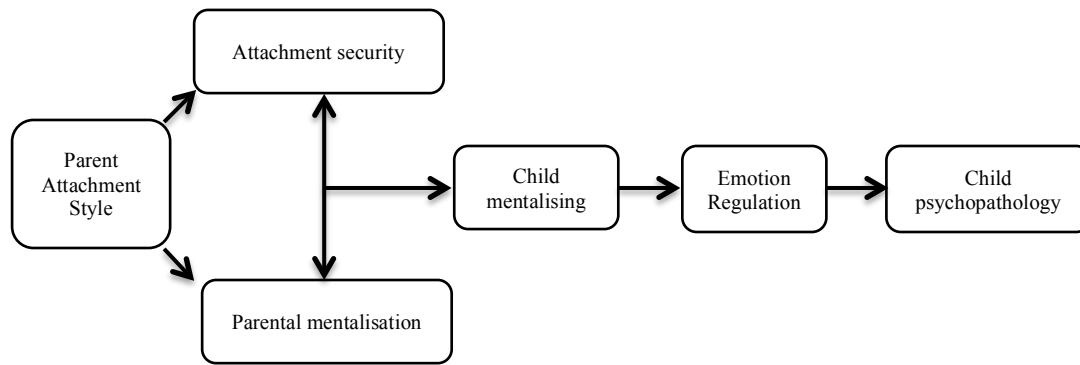 Attachment security
Parent
Attachment
Style
Child
mentalising
Emotion
Regulation
Child
psychopathology
Parental mentalisation